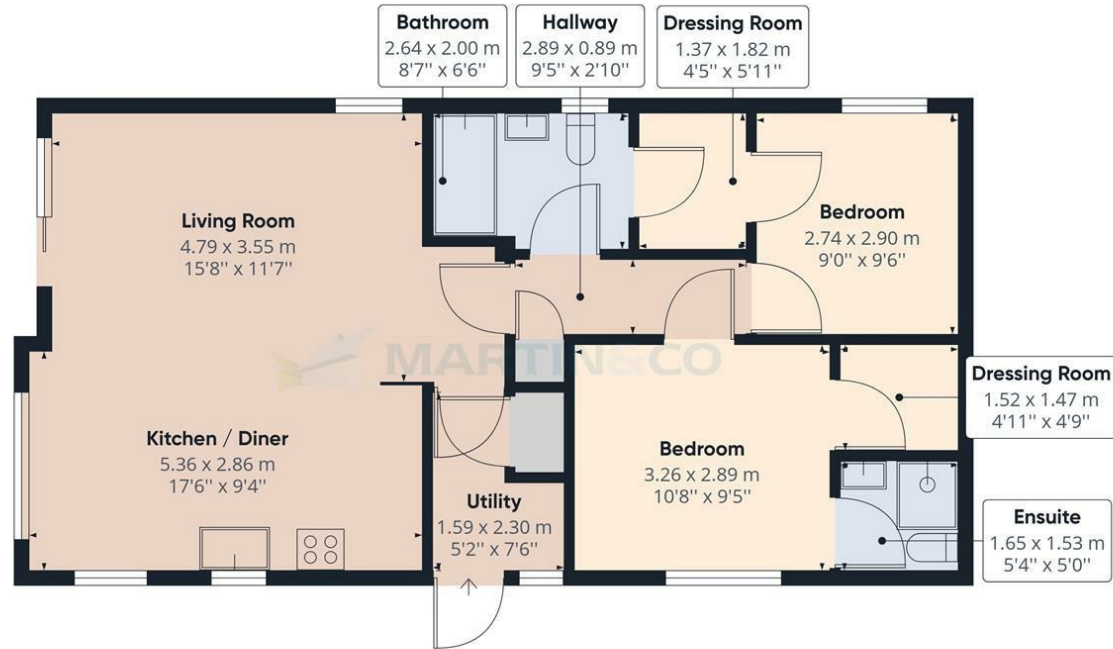 Bathroom
2.64 x 2.00 m
8'7'' x 6'6''
Hallway
2.89 x 0.89 m
9'5'' x 2'10''
Dressing Room
1.37 x 1.82 m
4'5'' x 5'11''
Living Room
4.79 x 3.55 m
15'8'' x 11'7''
Bedroom
2.74 x 2.90 m
9'0'' x 9'6''
MARTIN&CO
Dressing Room
1.52 x 1.47 m
4'11'' x 4'9''
Kitchen / Diner
5.36 x 2.86 m
17'6'' x 9'4''
Bedroom
3.26 x 2.89 m
10'8'' x 9'5''
Utility
1.59 x 2.30 m
5'2'' x 7'6''
Ensuite
1.65 x 1.53 m
5'4'' x 5'0''